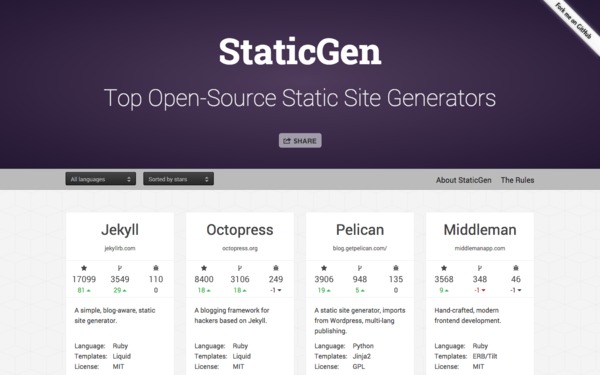 Fork me on GitHub
StaticGen
Top Open-Source Static Site Generators
SHARE
All languages
Sorted by stars
About StaticGen The Rules
Jekyll
jekyllrb.com
17099 3549 110
81 29 0
A simple, blog-aware, static
site generator.
Language: Ruby
Templates: Liquid
License: MIT
Octopress
octopress.org
8400 3106 249
18 18 -1
A blogging framework for
hackers based on Jekyll.
Language: Ruby
Templates: Liquid
License: MIT
Pelican
blog.getpelican.com/
3906 948 135
19 5 0
A static site generator, imports
from Wordpress, multi-lang
publishing.
Language: Python
Templates: Jinja2
License: GPL
Middleman
middlemanapp.com
3568 348 46
9 -1 -1
Hand-crafted, modern
frontend development.
Language: Ruby
Templates: ERB/Tilt
License: MIT